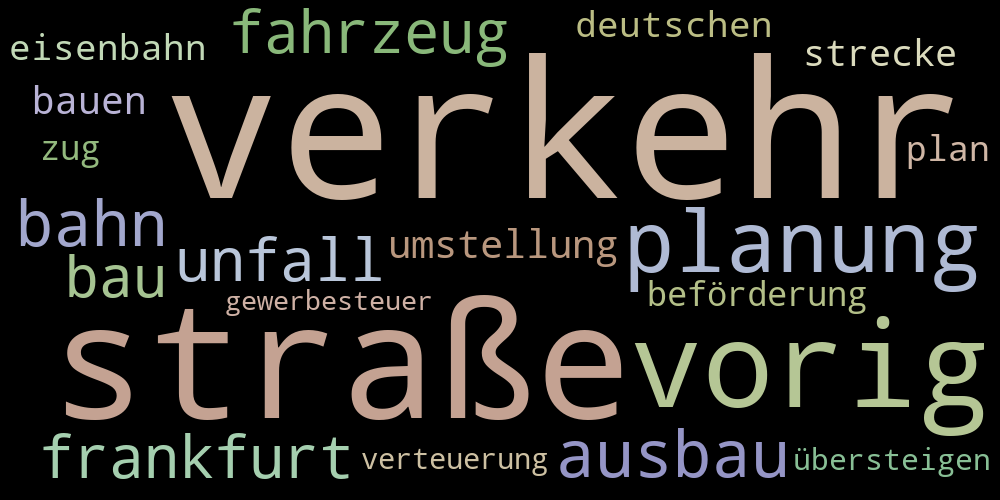 fahrzeug deutschen
eisenbahn strecke
verkehr
bauen
zug plan
bahn planung
unfall umstellung
bau
gewerbesteuer beförderung
straße vorig
frankfurt verteuerung ausbau übersteigen